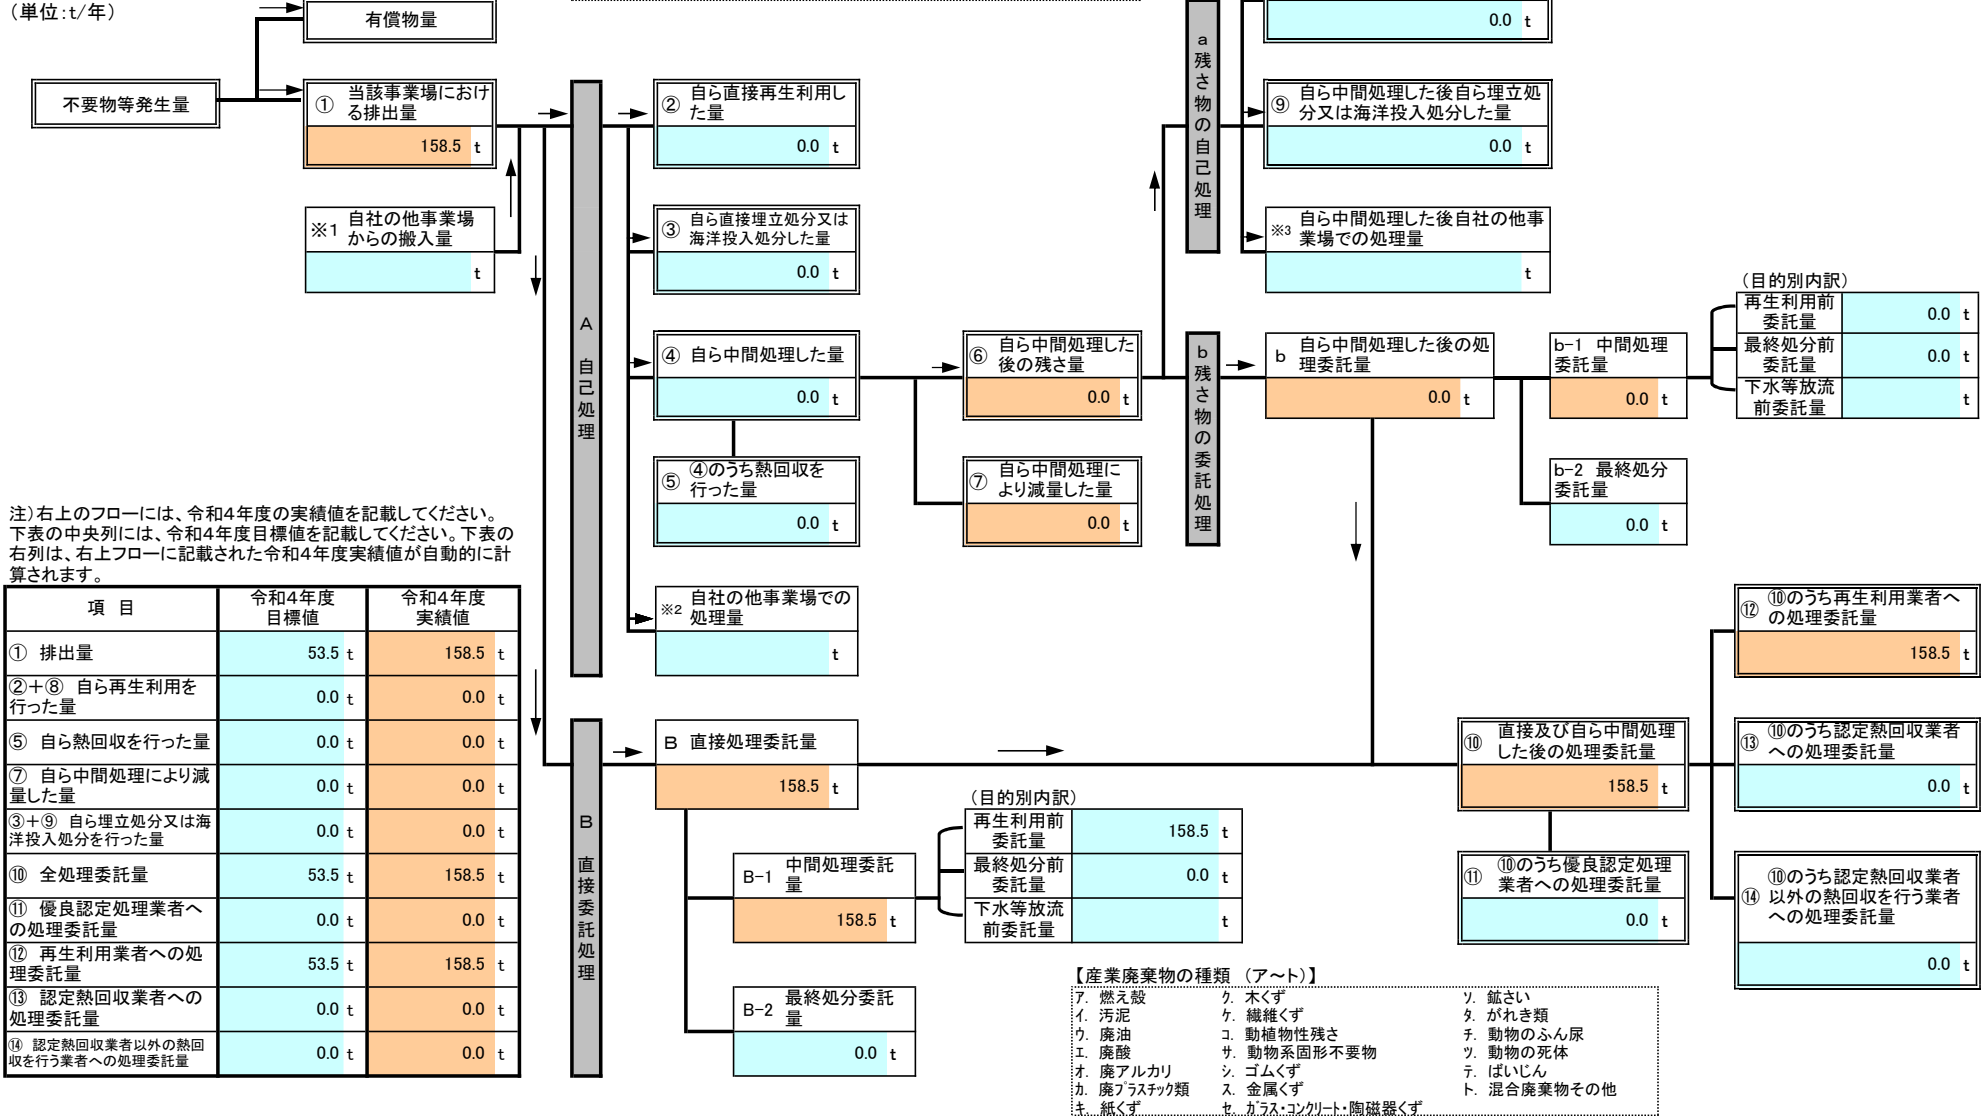 (単位:t/年)
有償物量
0.0 t
不要物等発生量
① 当該事業場におけ
る排出量
158.5 t
※1 自社の他事業場
からの搬入量
t
A 自己処理
② 自ら直接再生利用し
た量
0.0 t
③ 自ら直接埋立処分又は
海洋投入処分した量
0.0 t
④ 自ら中間処理した量
0.0 t
⑤ ④のうち熱回収を
行った量
0.0 t
※2 自社の他事業場での
処理量
t
⑥ 自ら中間処理した
後の残さ量
0.0 t
⑦ 自ら中間処理に
より減量した量
0.0 t
a 残さ物の自己処理
⑨ 自ら中間処理した後自ら埋立処
分又は海洋投入処分した量
0.0 t
※3 自ら中間処理した後自社の他事
業場での処理量
t
b 残さ物の委託処理
b 自ら中間処理した後の処
理委託量
0.0 t
b-1 中間処理
委託量
0.0 t
b-2 最終処分
委託量
0.0 t
(目的別内訳)
再生利用前
委託量
0.0 t
最終処分前
委託量
0.0 t
下水等放流
前委託量
t
注)右上のフローには、令和4年度の実績値を記載してください。
下表の中央列には、令和4年度目標値を記載してください。下表の
右列は、右上フローに記載された令和4年度実績値が自動的に計
算されます。
項 目
令和4年度
目標値
令和4年度
実績値
① 排出量 53.5 t 158.5 t
②+⑧ 自ら再生利用を
行った量 0.0 t 0.0 t
⑤ 自ら熱回収を行った量 0.0 t 0.0 t
⑦ 自ら中間処理により減
量した量 0.0 t 0.0 t
③+⑨ 自ら埋立処分又は海
洋投入処分を行った量 0.0 t 0.0 t
⑩ 全処理委託量 53.5 t 158.5 t
⑪ 優良認定処理業者へ
の処理委託量 0.0 t 0.0 t
⑫ 再生利用業者への処
理委託量 53.5 t 158.5 t
⑬ 認定熱回収業者への
処理委託量 0.0 t 0.0 t
⑭ 認定熱回収業者以外の熱回
収を行う業者への処理委託量 0.0 t 0.0 t
B 直接委託処理
B 直接処理委託量
158.5 t
B-1 中間処理委託
量
158.5 t
B-2 最終処分委託
量
0.0 t
(目的別内訳)
再生利用前
委託量
158.5 t
最終処分前
委託量
0.0 t
下水等放流
前委託量
t
⑩ 直接及び自ら中間処理
した後の処理委託量
158.5 t
⑪ ⑩のうち優良認定処理
業者への処理委託量
0.0 t
⑫ ⑩のうち再生利用業者へ
の処理委託量
158.5 t
⑬ ⑩のうち認定熱回収業者
への処理委託量
0.0 t
⑭ ⑩のうち認定熱回収業者
以外の熱回収を行う業者
への処理委託量
0.0 t
【産業廃棄物の種類 (ア~ト)】
ア. 燃え殻 ク. 木くず ソ. 鉱さい
イ. 汚泥 ケ. 繊維くず タ. がれき類
ウ. 廃油 コ. 動植物性残さ チ. 動物のふん尿
エ. 廃酸 サ. 動物系固形不要物 ツ. 動物の死体
オ. 廃アルカリ シ. ゴムくず テ. ばいじん
カ. 廃プラスチック類 ス. 金属くず ト. 混合廃棄物その他
キ. 紙くず セ. ガラス・コンクリート・陶磁器くず